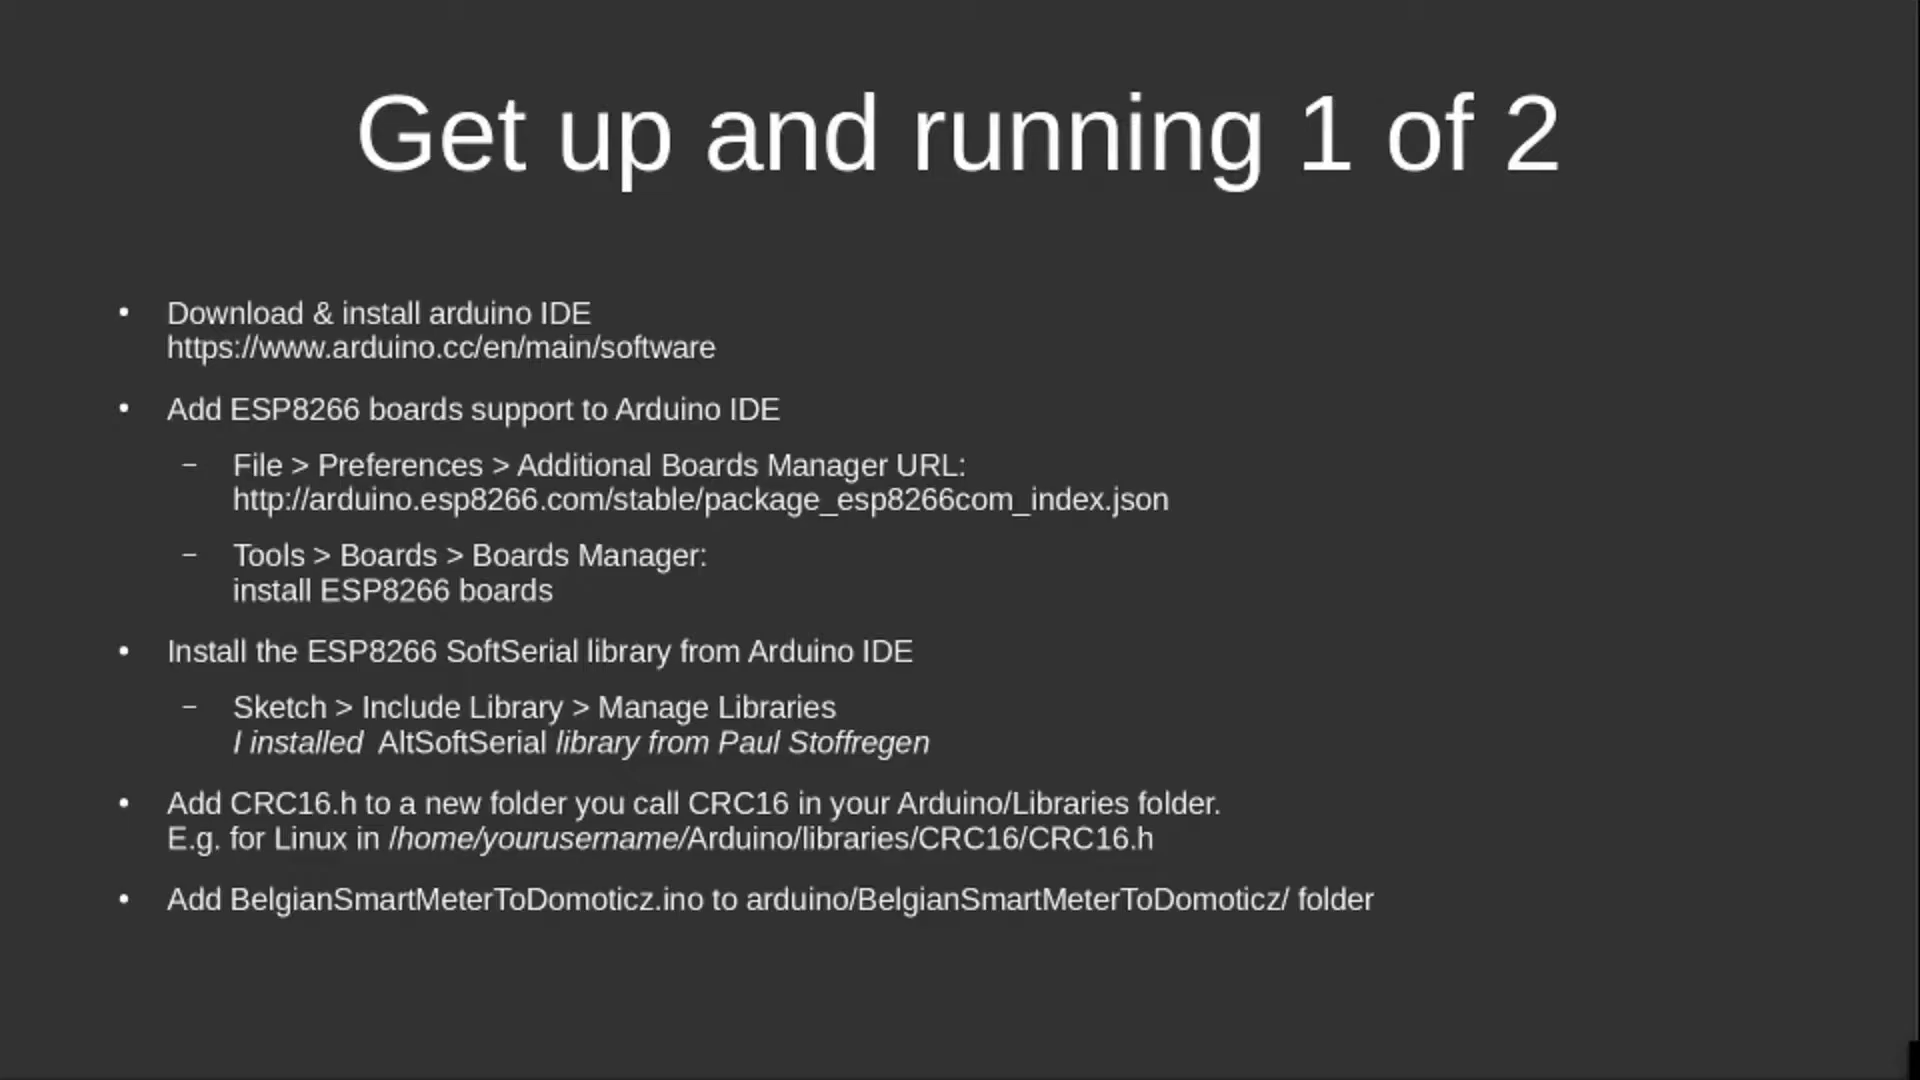 Get up and running 1 of 2
• Download & install arduino IDE
https://www.arduino.cc/en/main/software
• Add ESP8266 boards support to Arduino IDE
– File > Preferences > Additional Boards Manager URL:
http://arduino.esp8266.com/stable/package_esp8266com_index.json
– Tools > Boards > Boards Manager:
install ESP8266 boards
• Install the ESP8266 SoftSerial library from Arduino IDE
– Sketch > Include Library > Manage Libraries
I installed AltSoftSerial library from Paul Stoffregen
• Add CRC16.h to a new folder you call CRC16 in your Arduino/Libraries folder.
E.g. for Linux in /home/yourusername/Arduino/libraries/CRC16/CRC16.h
• Add BelgianSmartMeterToDomoticz.ino to arduino/BelgianSmartMeterToDomoticz/ folder